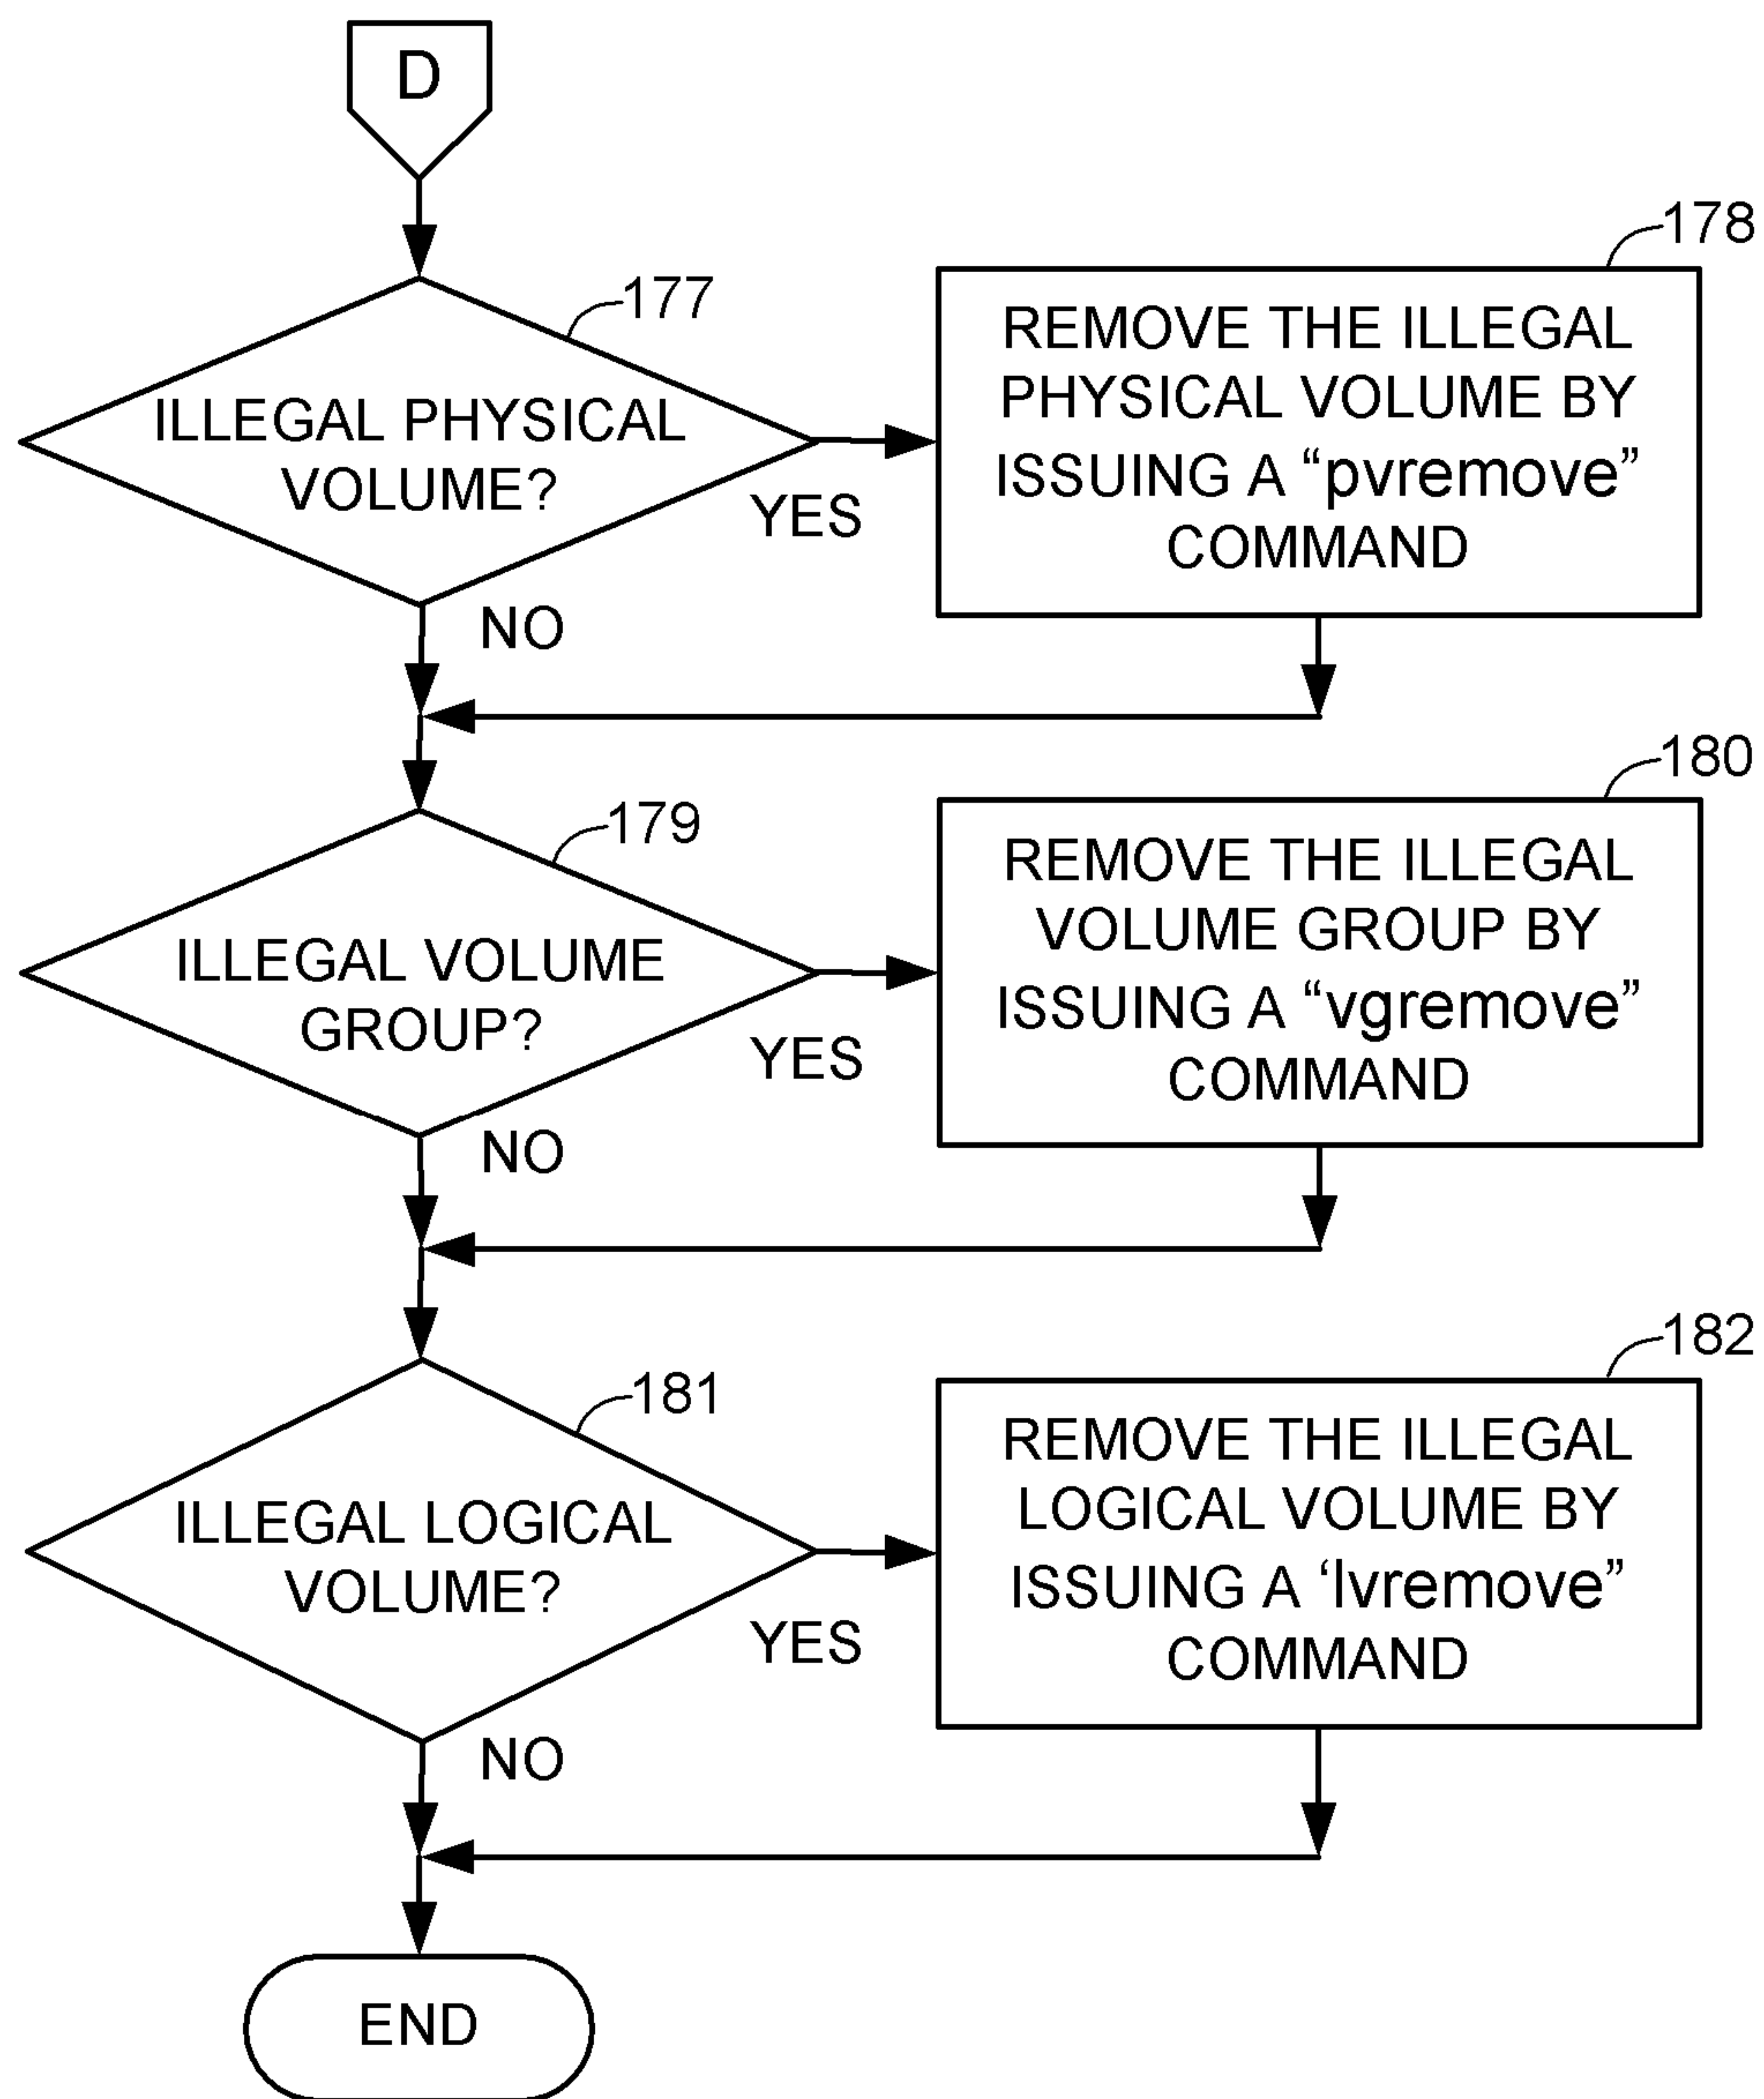 D
177
ILLEGAL PHYSICAL
VOLUME?
YES
NO
178
REMOVE THE ILLEGAL
PHYSICAL VOLUME BY
ISSUING A “pvremove”
COMMAND
179
ILLEGAL VOLUME
GROUP?
YES
NO
180
REMOVE THE ILLEGAL
VOLUME GROUP BY
ISSUING A “vgremove”
COMMAND
181
ILLEGAL LOGICAL
VOLUME?
YES
NO
182
REMOVE THE ILLEGAL
LOGICAL VOLUME BY
ISSUING A ‘lvremove”
COMMAND
END